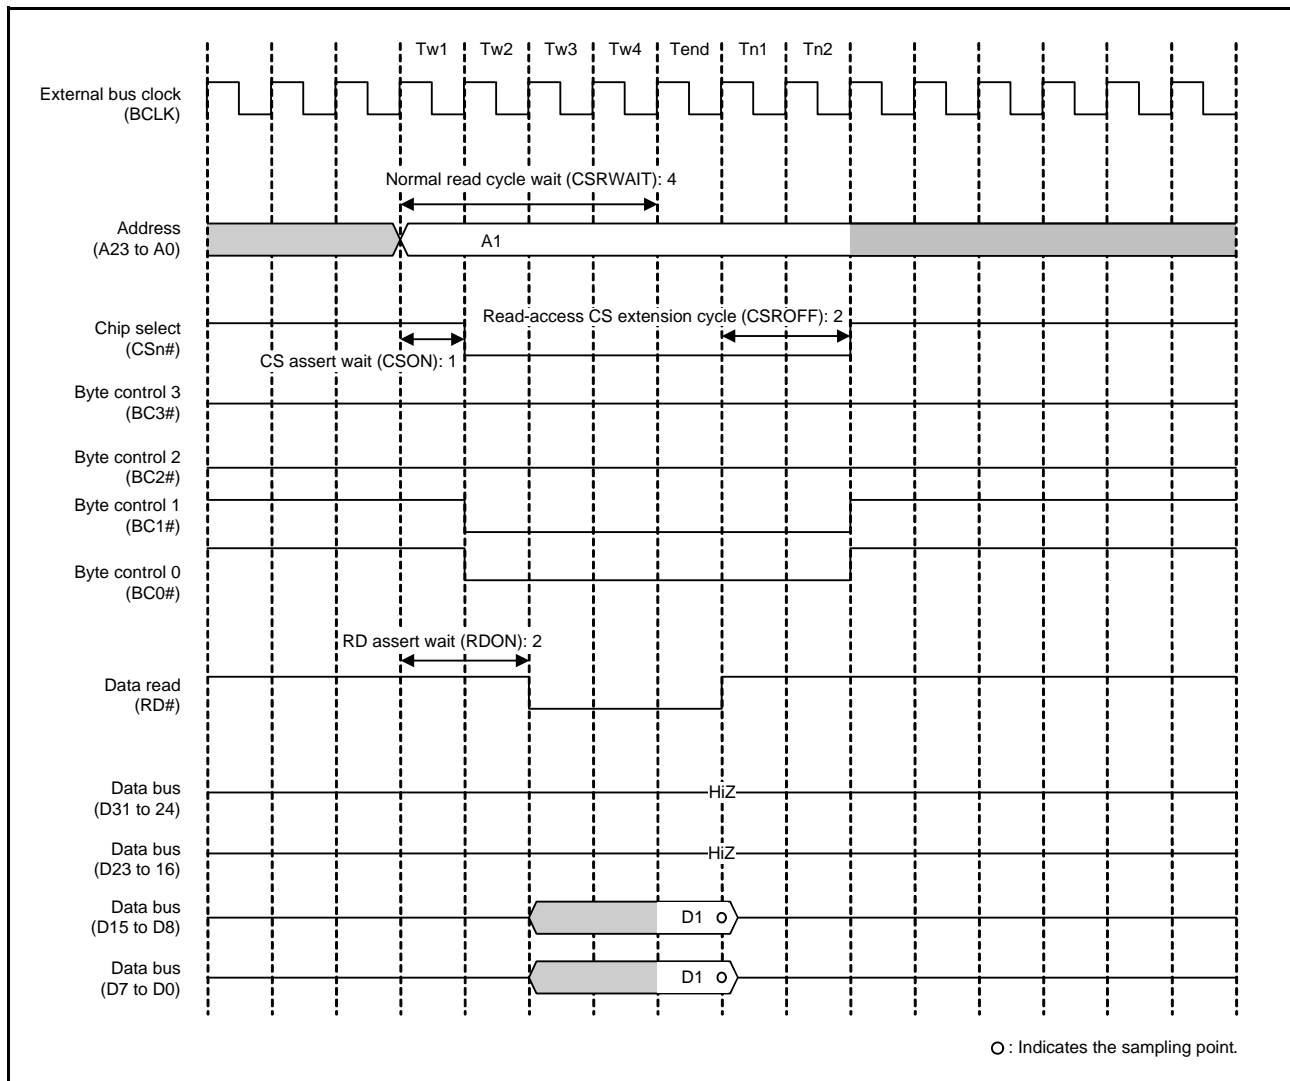 Tw1 Tw2 Tw3 Tw4 Tend Tn1 Tn2
External bus clock
(BCLK)
Normal read cycle wait (CSRWAIT): 4
Address
(A23 to A0)
A1
Chip select
(CSn#)
Read-access CS extension cycle (CSROFF): 2
CS assert wait (CSON): 1
Byte control 3
(BC3#)
Byte control 2
(BC2#)
Byte control 1
(BC1#)
Byte control 0
(BC0#)
RD assert wait (RDON): 2
Data read
(RD#)
Data bus
(D31 to 24)
HiZ
Data bus
(D23 to 16)
HiZ
Data bus
(D15 to D8)
D1
Data bus
(D7 to D0)
D1
: Indicates the sampling point.